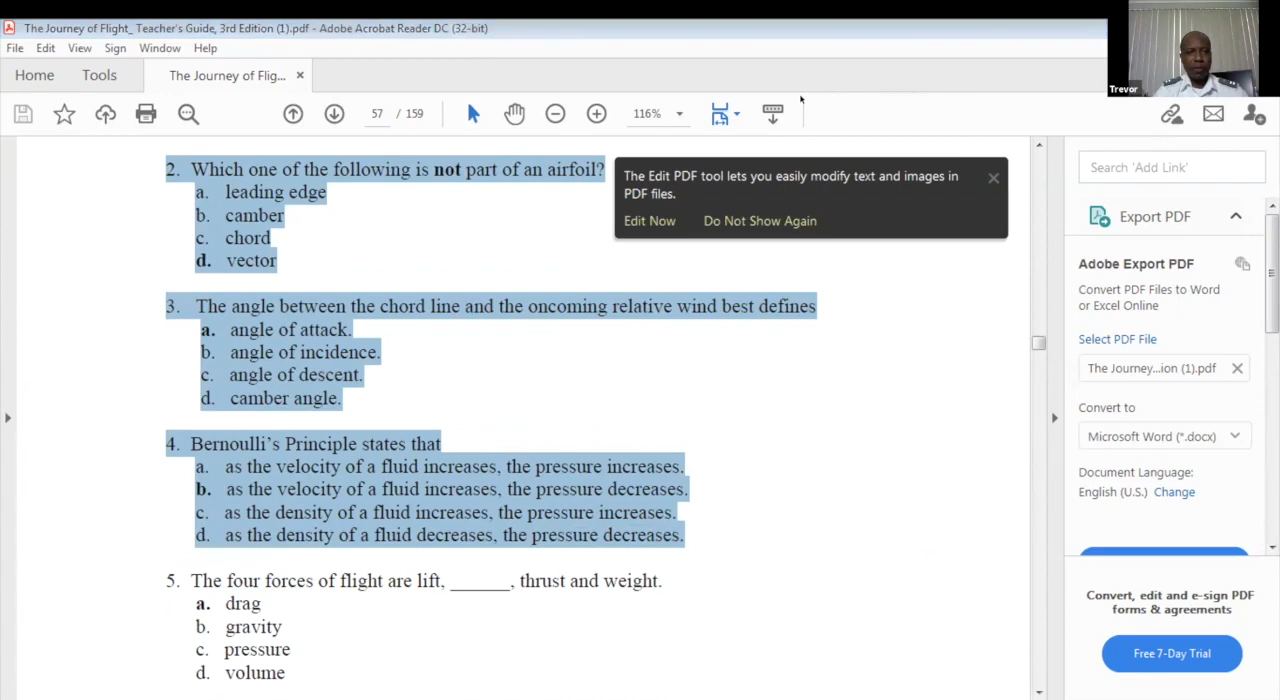 The Journey of Flight_ Teacher's Guide, 3rd Edition (1).pdf - Adobe Acrobat Reader DC (32-bit)
File Edit View Sign Window Help
Home Tools The Journey of Flig... ×
57 / 159 116%
Trevor
2. Which one of the following is not part of an airfoil?
a. leading edge
b. camber
c. chord
d. vector
3. The angle between the chord line and the oncoming relative wind best defines
a. angle of attack.
b. angle of incidence.
c. angle of descent.
d. camber angle.
4. Bernoulli's Principle states that
a. as the velocity of a fluid increases, the pressure increases.
b. as the velocity of a fluid increases, the pressure decreases.
c. as the density of a fluid increases, the pressure increases.
d. as the density of a fluid decreases, the pressure decreases.
5. The four forces of flight are lift, ______, thrust and weight.
a. drag
b. gravity
c. pressure
d. volume
The Edit PDF tool lets you easily modify text and images in
PDF files.
Edit Now Do Not Show Again
Search 'Add Link'
Export PDF
Adobe Export PDF
Convert PDF Files to Word
or Excel Online
Select PDF File
The Journey...ion (1).pdf
Convert to
Microsoft Word (*.docx)
Document Language:
English (U.S.) Change
Convert, edit and e-sign PDF
forms & agreements
Free 7-Day Trial